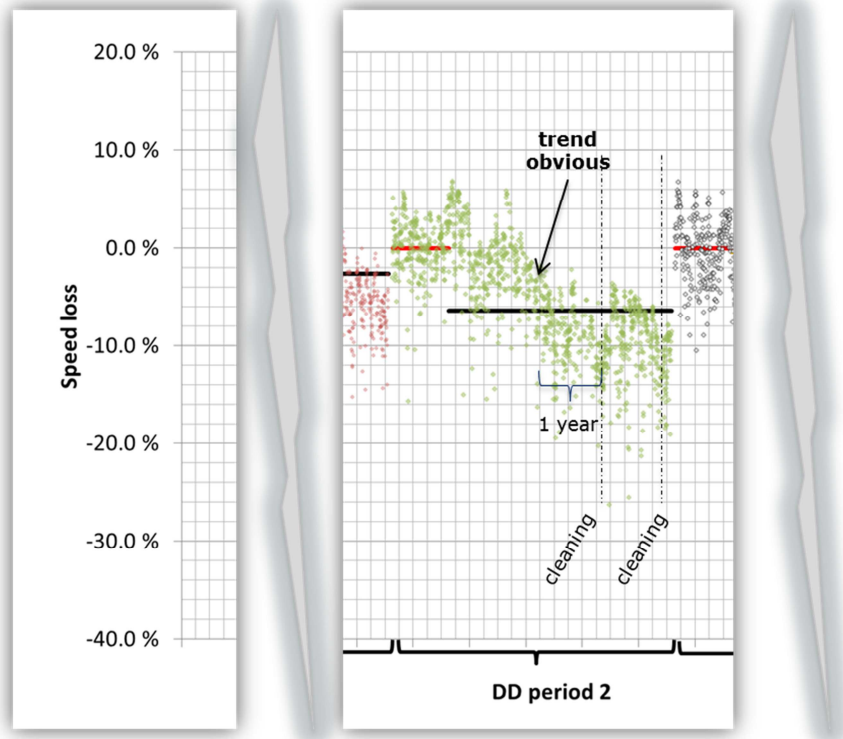 20.0 %
10.0 %
0.0 %
-10.0 %
-20.0 %
-30.0 %
-40.0 %
Speed loss
trend
obvious
1 year
cleaning
cleaning
DD period 2